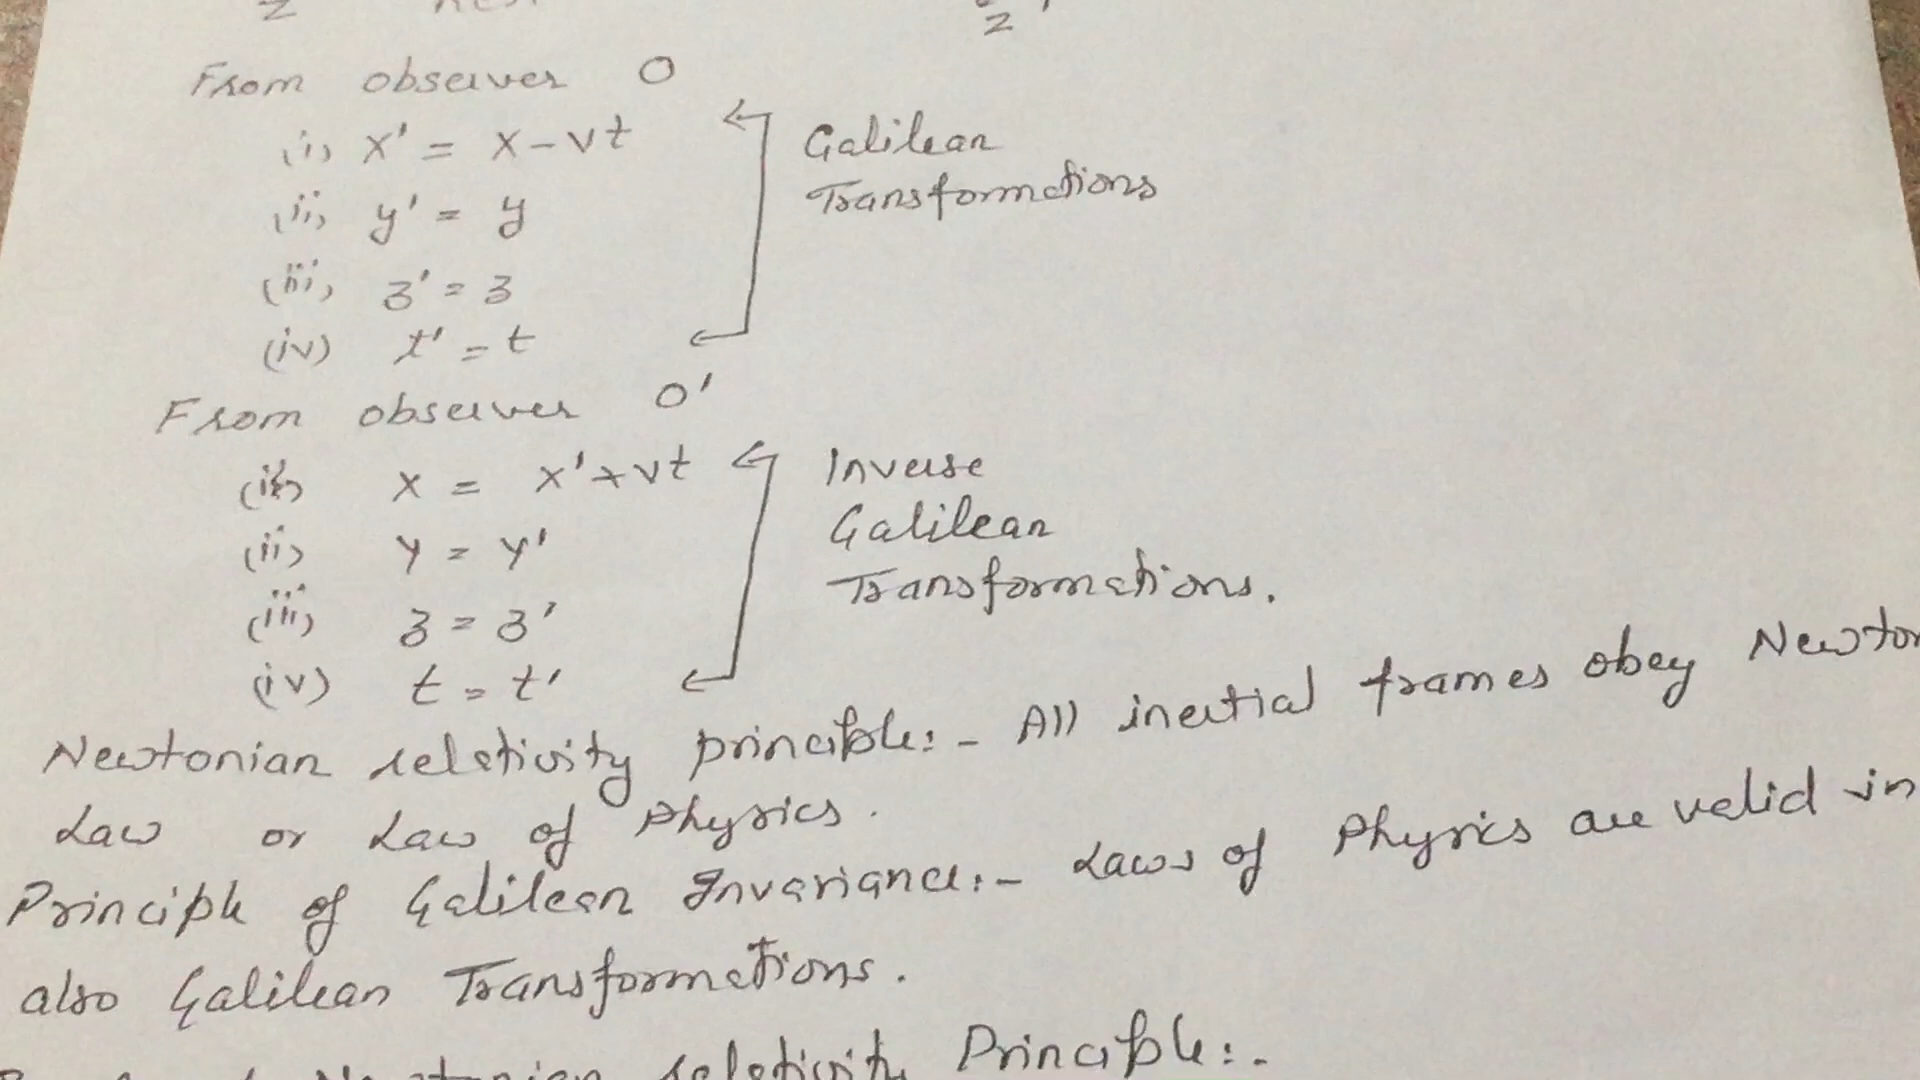 z
z
From observer O
(i) x' = x - vt
Galilean
Transformations
(ii) y' = y
(iii) z' = z
(iv) t' = t
From observer O'
(i) x = x' + vt
Inverse
Galilean
Transformations.
(ii) y = y'
(iii) z = z'
(iv) t = t'
Newtonian relativity principle:- All inertial frames obey Newton
Law or Law of Physics.
Principle of Galilean Invariance:- Laws of Physics are valid in
also Galilean Transformations.
Newtonian relativity Principle:-